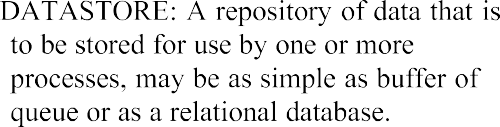 DATASTORE: A repository of data that is
to be stored for use by one or more
processes, may be as simple as buffer of
queue or as a relational database.